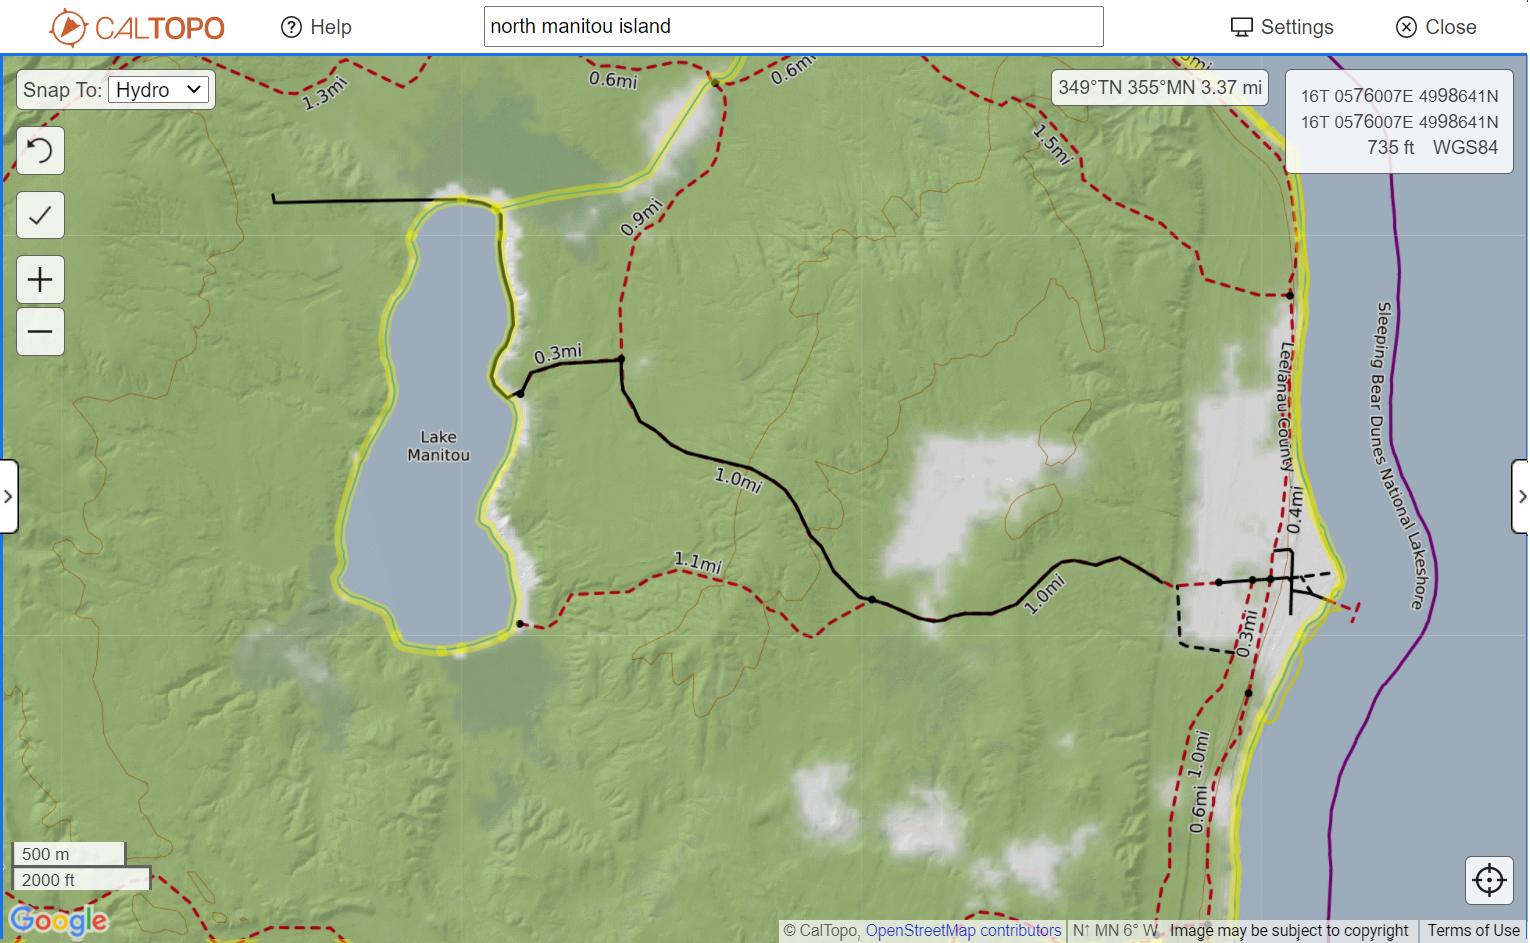 CALTOPO
Help
north manitou island
Settings
Close
Snap To: Hydro
1.3mi
0.6mi
0.6mi
349°TN 355°MN 3.37 mi
16T 0576007E 4998641N
16T 0576007E 4998641N
735 ft WGS84
1.5mi
0.9mi
0.3mi
Lake
Manitou
1.0mi
1.1mi
1.0mi
Leelanau County
Sleeping Bear Dunes National Lakeshore
0.4mi
0.3mi
1.0mi
0.6mi
500 m
2000 ft
Google
© CalTopo, OpenStreetMap contributors
N↑ MN 6° W
Image may be subject to copyright
Terms of Use